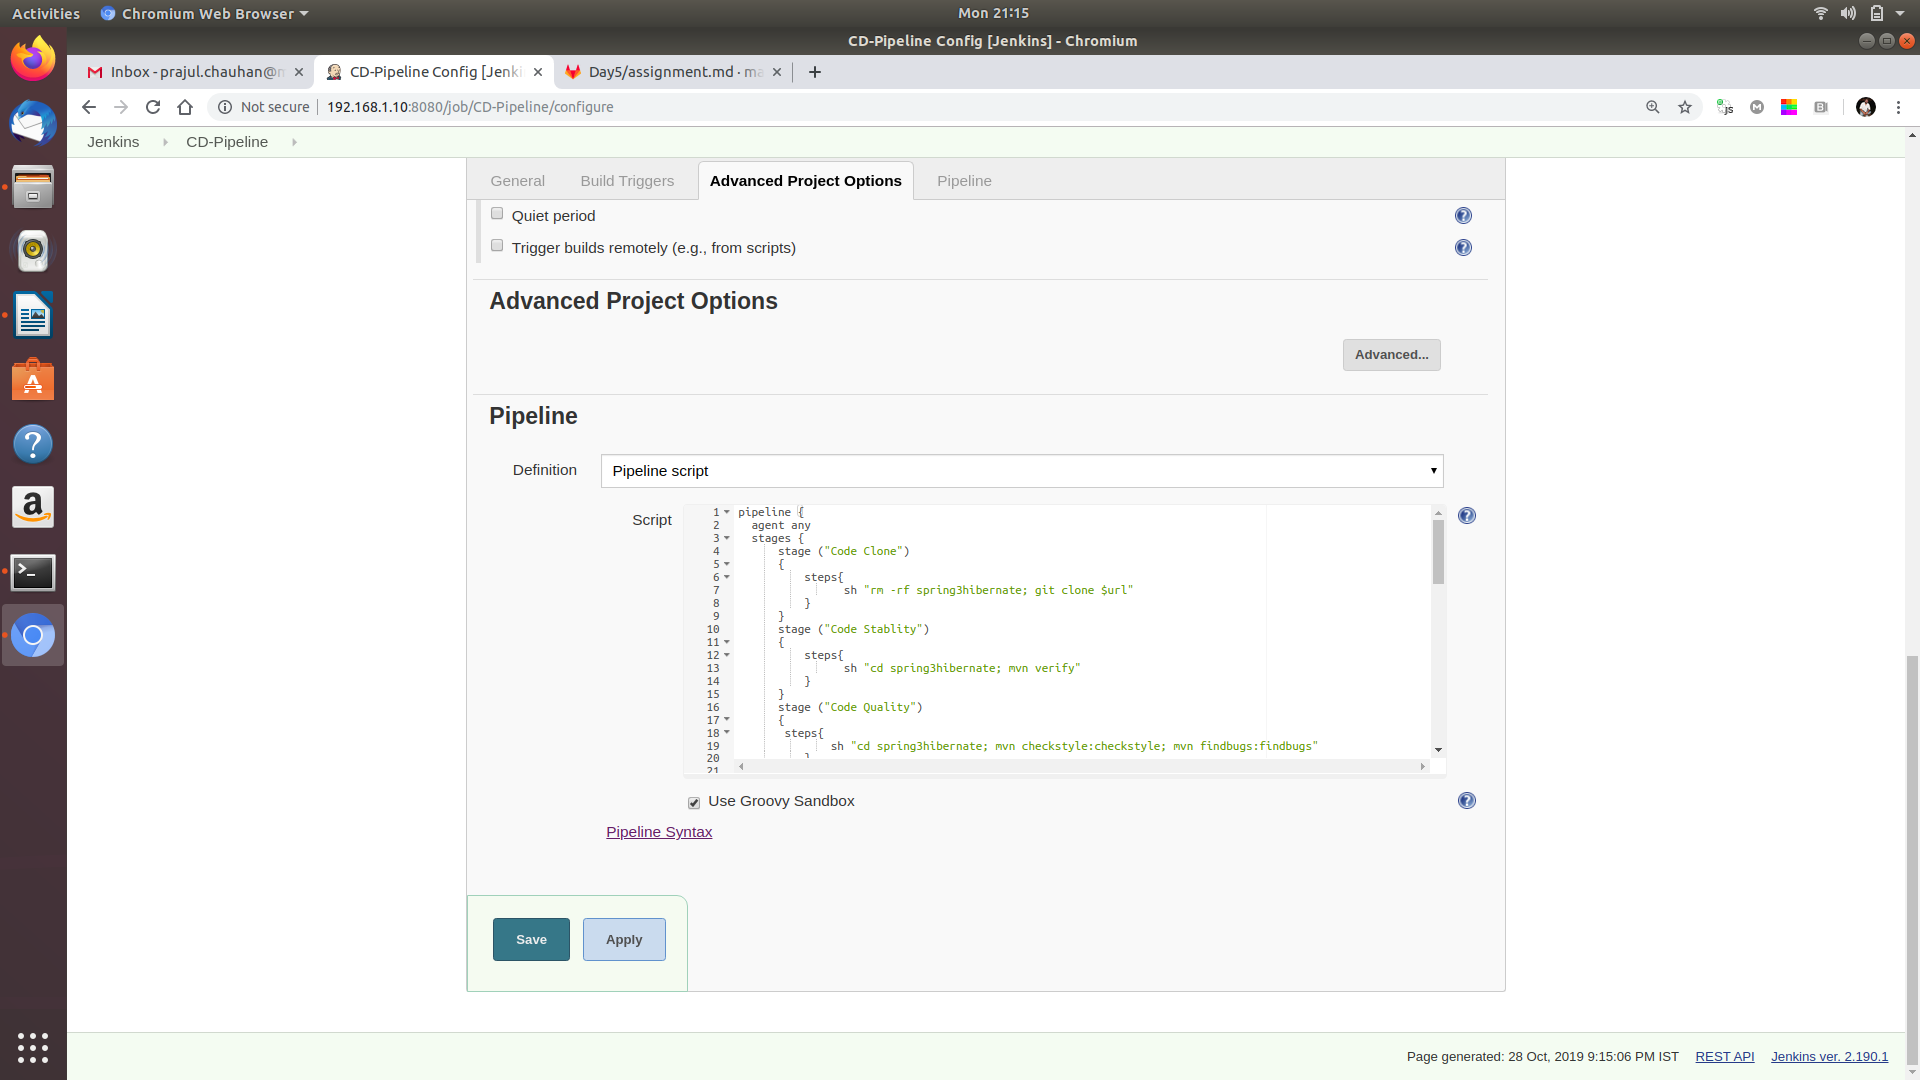 Activities
Chromium Web Browser
Mon 21:15
CD-Pipeline Config [Jenkins] - Chromium
Inbox - prajul.chauhan@
CD-Pipeline Config [Jenki
Day5/assignment.md · ma
Not secure
192.168.1.10:8080/job/CD-Pipeline/configure
Jenkins
CD-Pipeline
General
Build Triggers
Advanced Project Options
Pipeline
Quiet period
Trigger builds remotely (e.g., from scripts)
Advanced Project Options
Advanced...
Pipeline
Definition
Pipeline script
Script
1 pipeline {
2 agent any
3 stages {
4 stage ("Code Clone")
5 {
6 steps{
7 sh "rm -rf spring3hibernate; git clone $url"
8 }
9 }
10 stage ("Code Stablity")
11 {
12 steps{
13 sh "cd spring3hibernate; mvn verify"
14 }
15 }
16 stage ("Code Quality")
17 {
18 steps{
19 sh "cd spring3hibernate; mvn checkstyle:checkstyle; mvn findbugs:findbugs"
20 }
21
Use Groovy Sandbox
Pipeline Syntax
Save
Apply
Page generated: 28 Oct, 2019 9:15:06 PM IST
REST API
Jenkins ver. 2.190.1